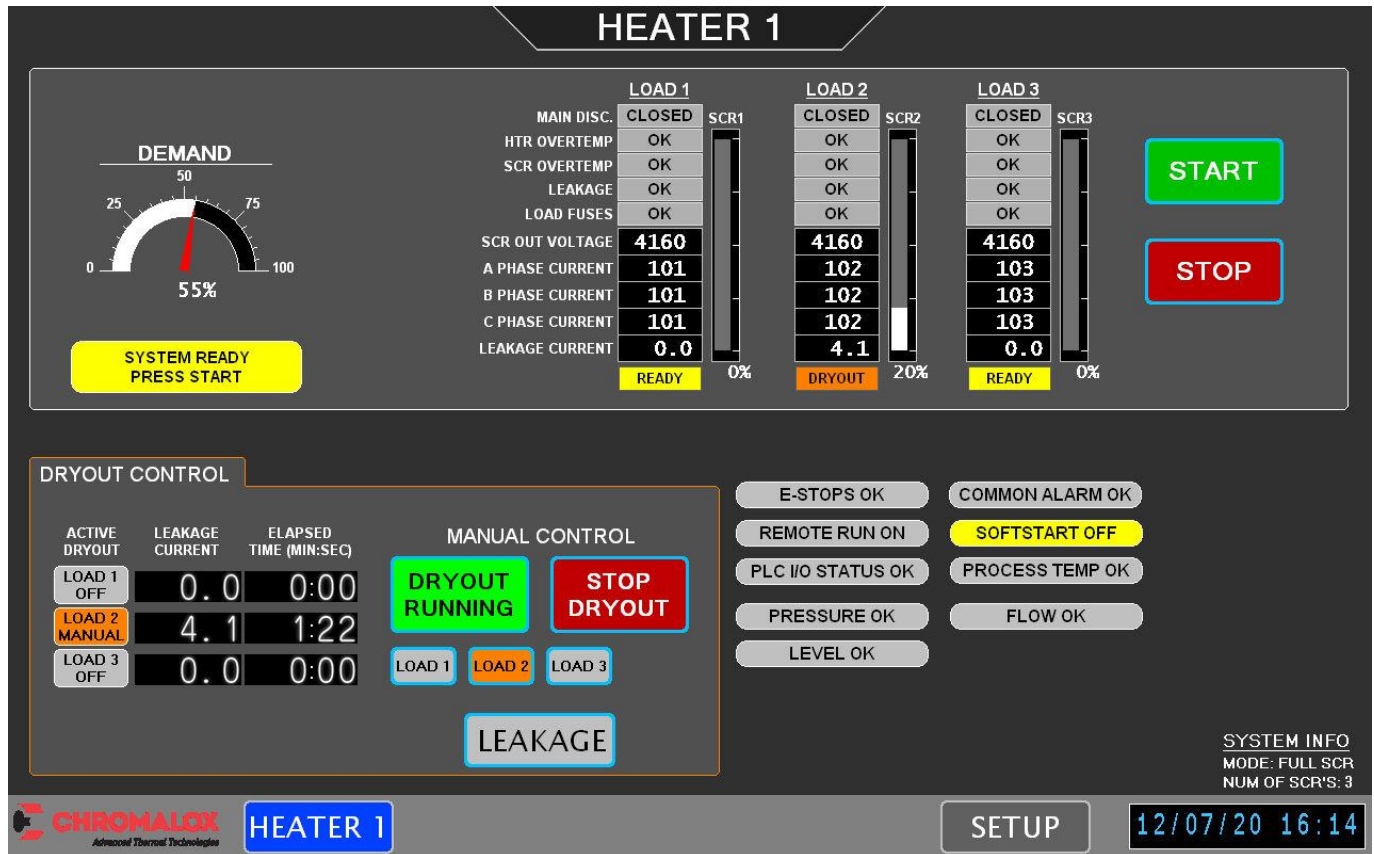 HEATER 1
DEMAND
0 25 50 75 100
55%
SYSTEM READY
PRESS START
LOAD 1 LOAD 2 LOAD 3
MAIN DISC. CLOSED SCR1 CLOSED SCR2 CLOSED SCR3
HTR OVERTEMP OK OK OK
SCR OVERTEMP OK OK OK
LEAKAGE OK OK OK
LOAD FUSES OK OK OK
SCR OUT VOLTAGE 4160 4160 4160
A PHASE CURRENT 101 102 103
B PHASE CURRENT 101 102 103
C PHASE CURRENT 101 102 103
LEAKAGE CURRENT 0.0 4.1 0.0
READY 0% DRYOUT 20% READY 0%
START
STOP
DRYOUT CONTROL
ACTIVE LEAKAGE ELAPSED
DRYOUT CURRENT TIME (MIN:SEC)
LOAD 1
OFF 0.0 0:00
LOAD 2
MANUAL 4.1 1:22
LOAD 3
OFF 0.0 0:00
MANUAL CONTROL
DRYOUT
RUNNING
STOP
DRYOUT
LOAD 1 LOAD 2 LOAD 3
LEAKAGE
E-STOPS OK COMMON ALARM OK
REMOTE RUN ON SOFTSTART OFF
PLC I/O STATUS OK PROCESS TEMP OK
PRESSURE OK FLOW OK
LEVEL OK
SYSTEM INFO
MODE: FULL SCR
NUM OF SCR'S: 3
CHROMALOX
Advanced Thermal Technologies
HEATER 1
SETUP
12/07/20 16:14